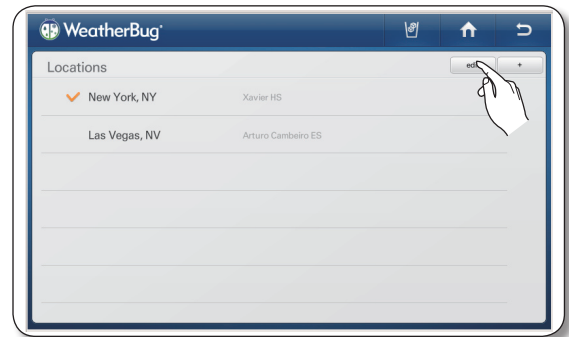 WeatherBug
Locations
+
New York, NY Xavier HS
Las Vegas, NV Arturo Cambeiro ES